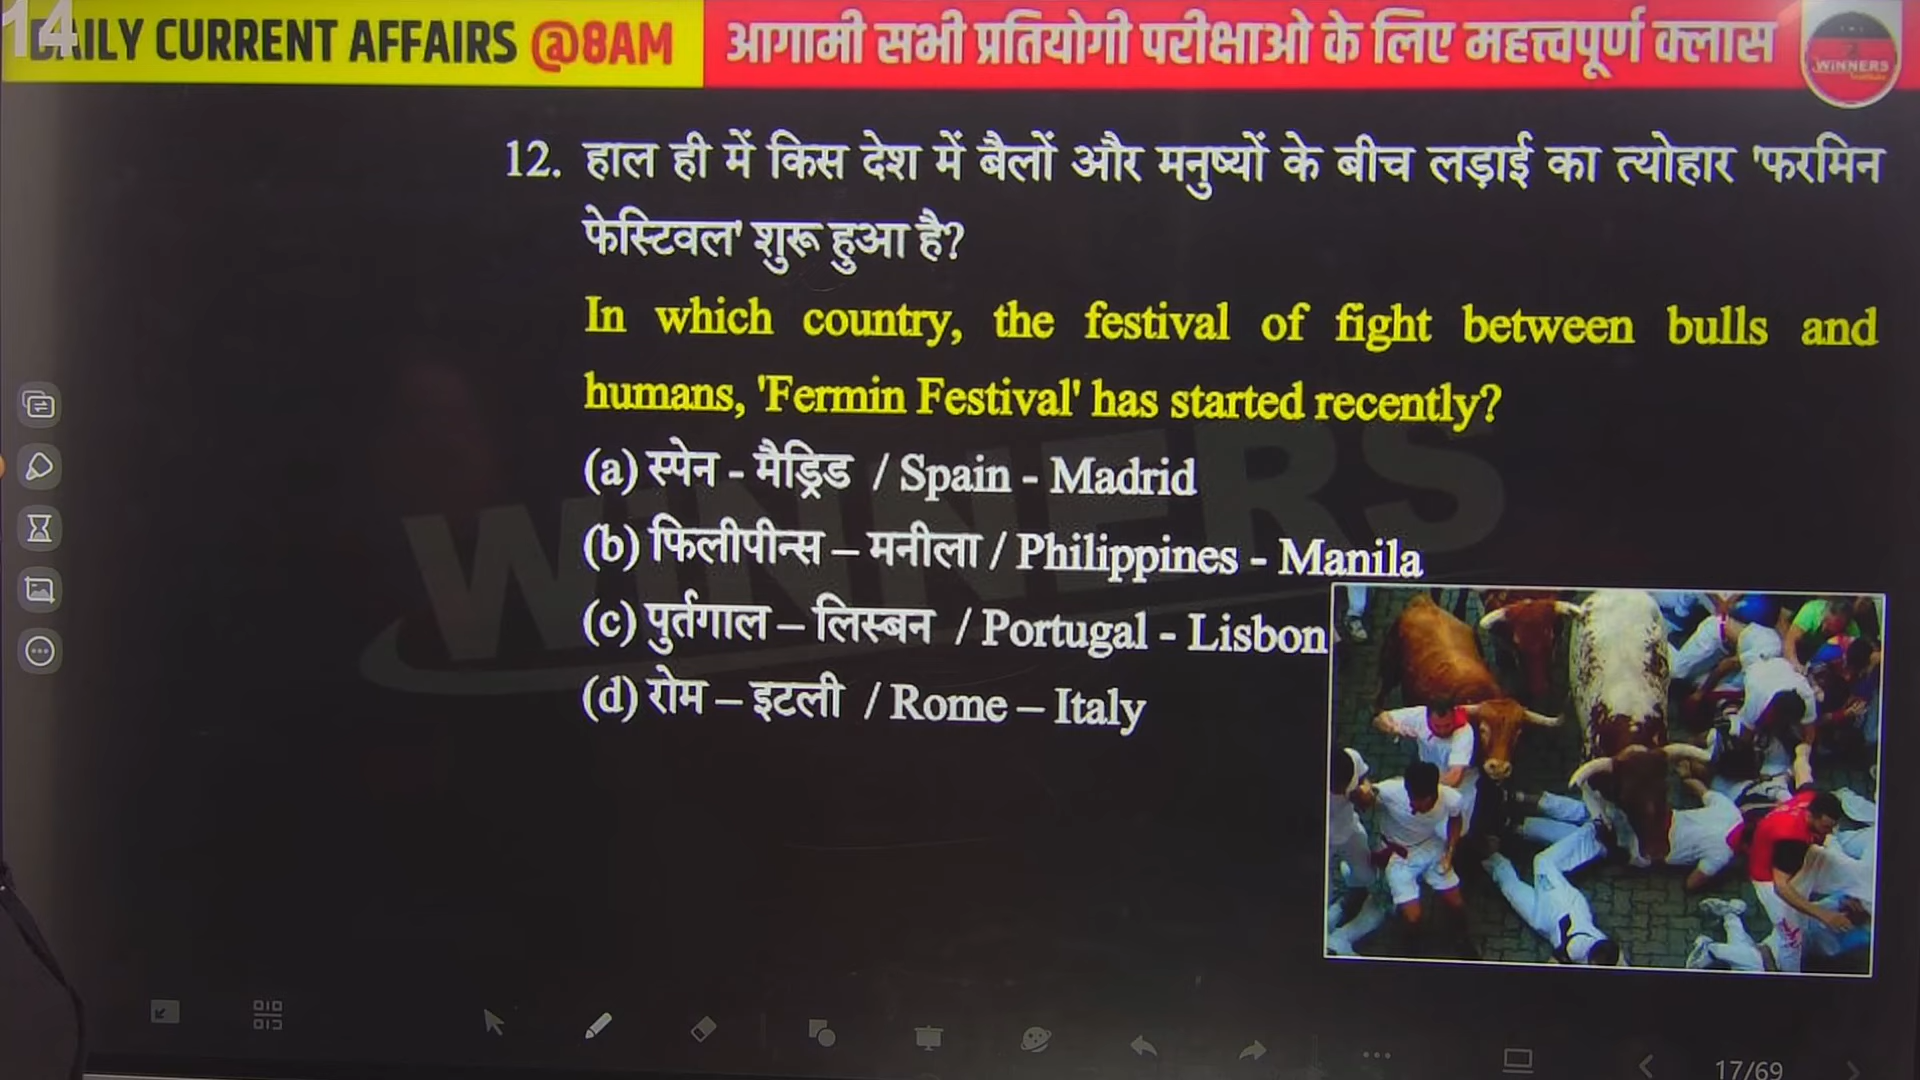 14
DAILY CURRENT AFFAIRS @8AM
आगामी सभी प्रतियोगी परीक्षाओ के लिए महत्त्वपूर्ण क्लास
WINNERS
12. हाल ही में किस देश में बैलों और मनुष्यों के बीच लड़ाई का त्योहार 'फरमिन
फेस्टिवल' शुरू हुआ है?
In which country, the festival of fight between bulls and
humans, 'Fermin Festival' has started recently?
(a) स्पेन - मैड्रिड / Spain - Madrid
(b) फिलीपीन्स – मनीला / Philippines - Manila
(c) पुर्तगाल – लिस्बन / Portugal - Lisbon
(d) रोम – इटली / Rome – Italy
WINNERS
17/69